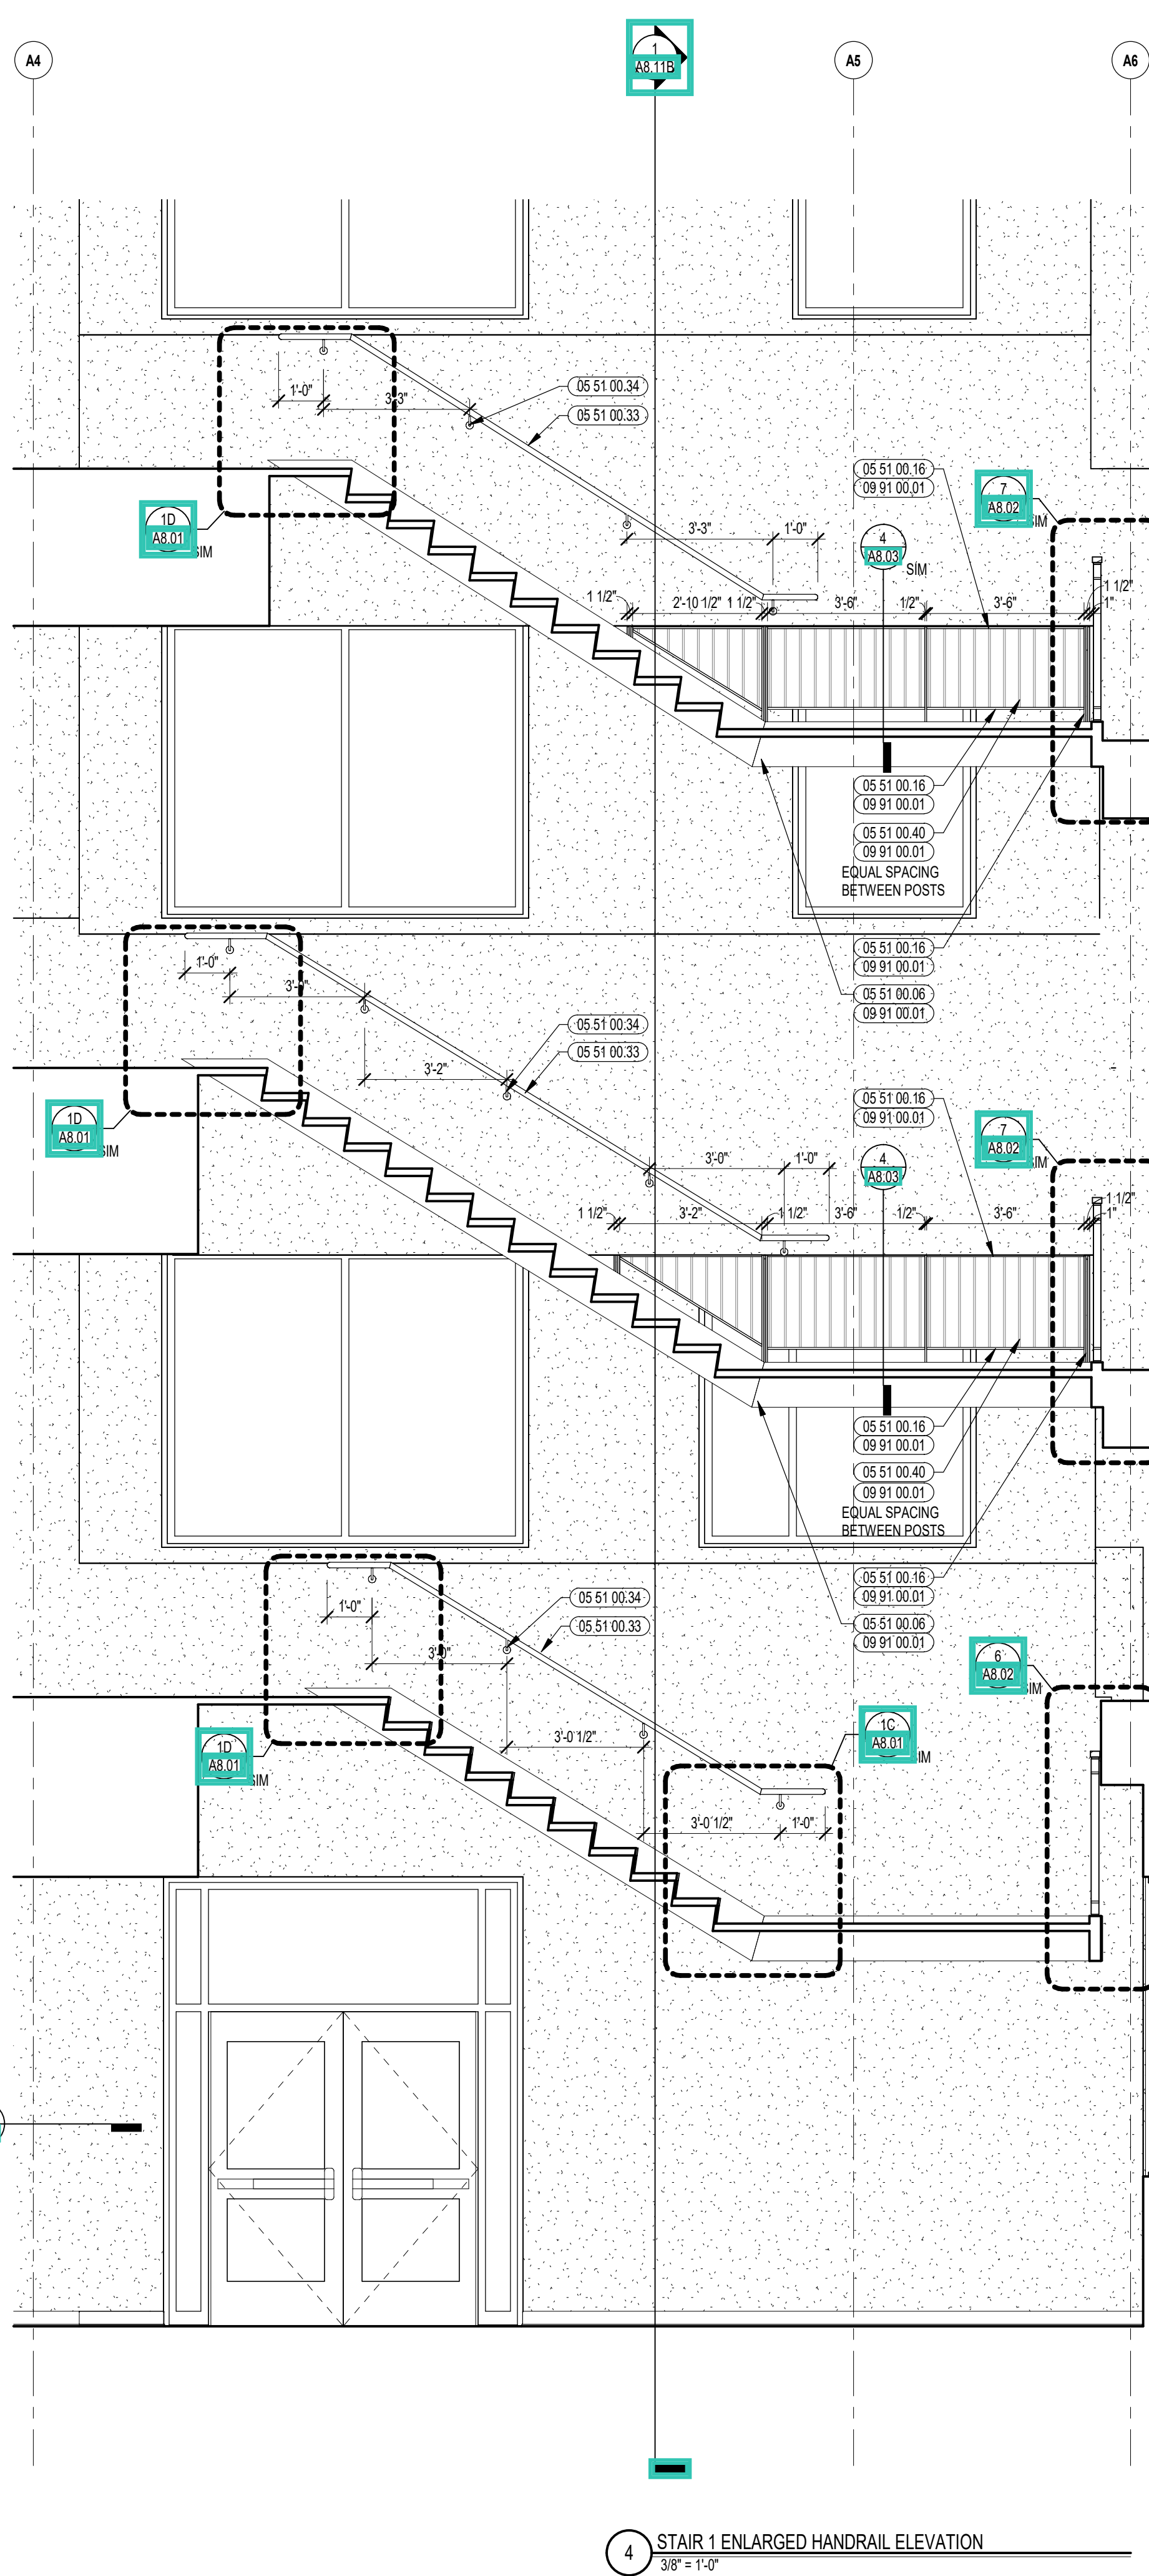 A4
1
A8.11B
A5
A6
05 51 00.34
05 51 00.33
1'-0"
05 51 00.16
09 91 00.01
7
A8.02
SIM
1D
A8.01
SIM
4
A8.03
SIM
3'-3"
1'-0"
1 1/2"
2'-10 1/2"
1 1/2"
3'-6"
1/2"
3'-6"
1 1/2"
1"
05 51 00.16
09 91 00.01
05 51 00.40
09 91 00.01
EQUAL SPACING
BETWEEN POSTS
05 51 00.16
09 91 00.01
05 51 00.06
09 91 00.01
1'-0"
05 51 00.34
05 51 00.33
3'-2"
05 51 00.16
09 91 00.01
1D
A8.01
SIM
7
A8.02
SIM
4
A8.03
3'-0"
1'-0"
1 1/2"
3'-2"
1 1/2"
3'-6"
1/2"
3'-6"
1 1/2"
1"
05 51 00.16
09 91 00.01
05 51 00.40
09 91 00.01
EQUAL SPACING
BETWEEN POSTS
05 51 00.16
09 91 00.01
05 51 00.06
09 91 00.01
05 51 00.34
05 51 00.33
1'-0"
3'-0"
6
A8.02
SIM
1D
A8.01
SIM
3'-0 1/2"
1C
A8.01
SIM
3'-0 1/2"
1'-0"
4
STAIR 1 ENLARGED HANDRAIL ELEVATION
3/8" = 1'-0"